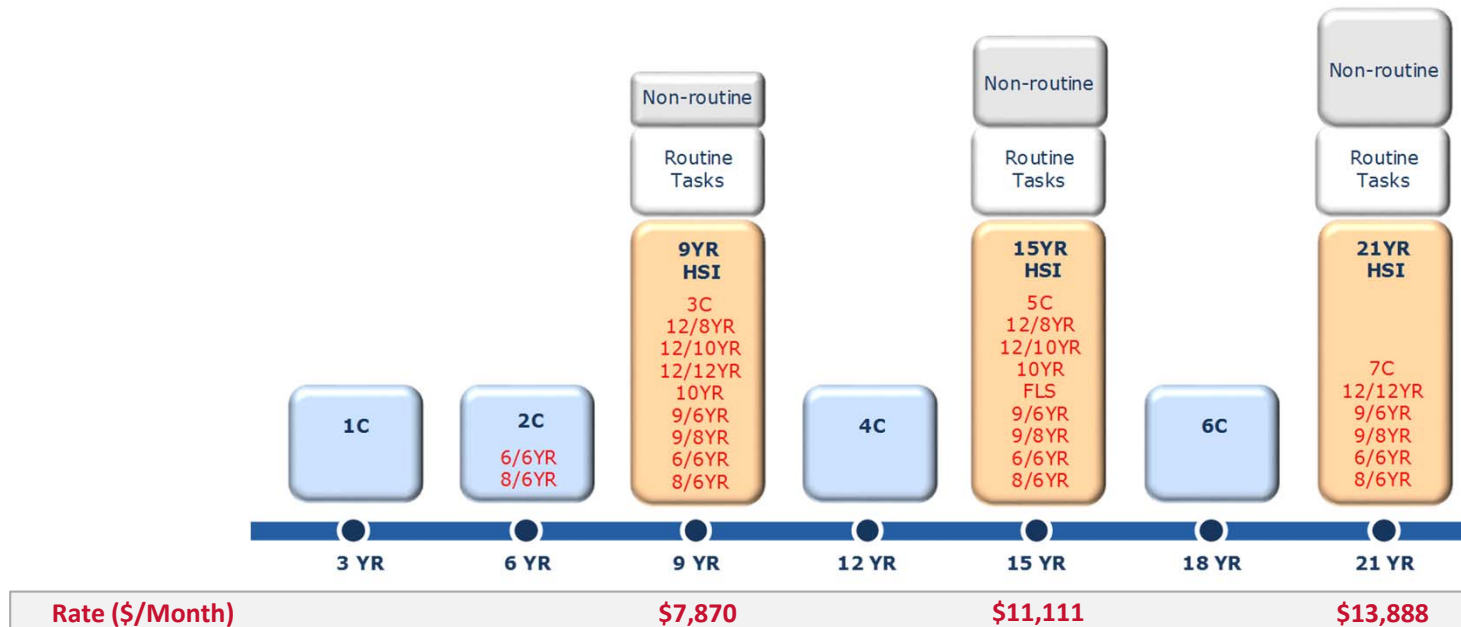 Non-routine
Routine
Tasks
9YR
HSI
3C
12/8YR
12/10YR
12/12YR
10YR
9/6YR
9/8YR
6/6YR
8/6YR
Non-routine
Routine
Tasks
15YR
HSI
5C
12/8YR
12/10YR
10YR
FLS
9/6YR
9/8YR
6/6YR
8/6YR
Non-routine
Routine
Tasks
21YR
HSI
7C
12/12YR
9/6YR
9/8YR
6/6YR
8/6YR
1C
2C
6/6YR
8/6YR
4C
6C
3 YR 6 YR 9 YR 12 YR 15 YR 18 YR 21 YR
Rate ($/Month) $7,870 $11,111 $13,888